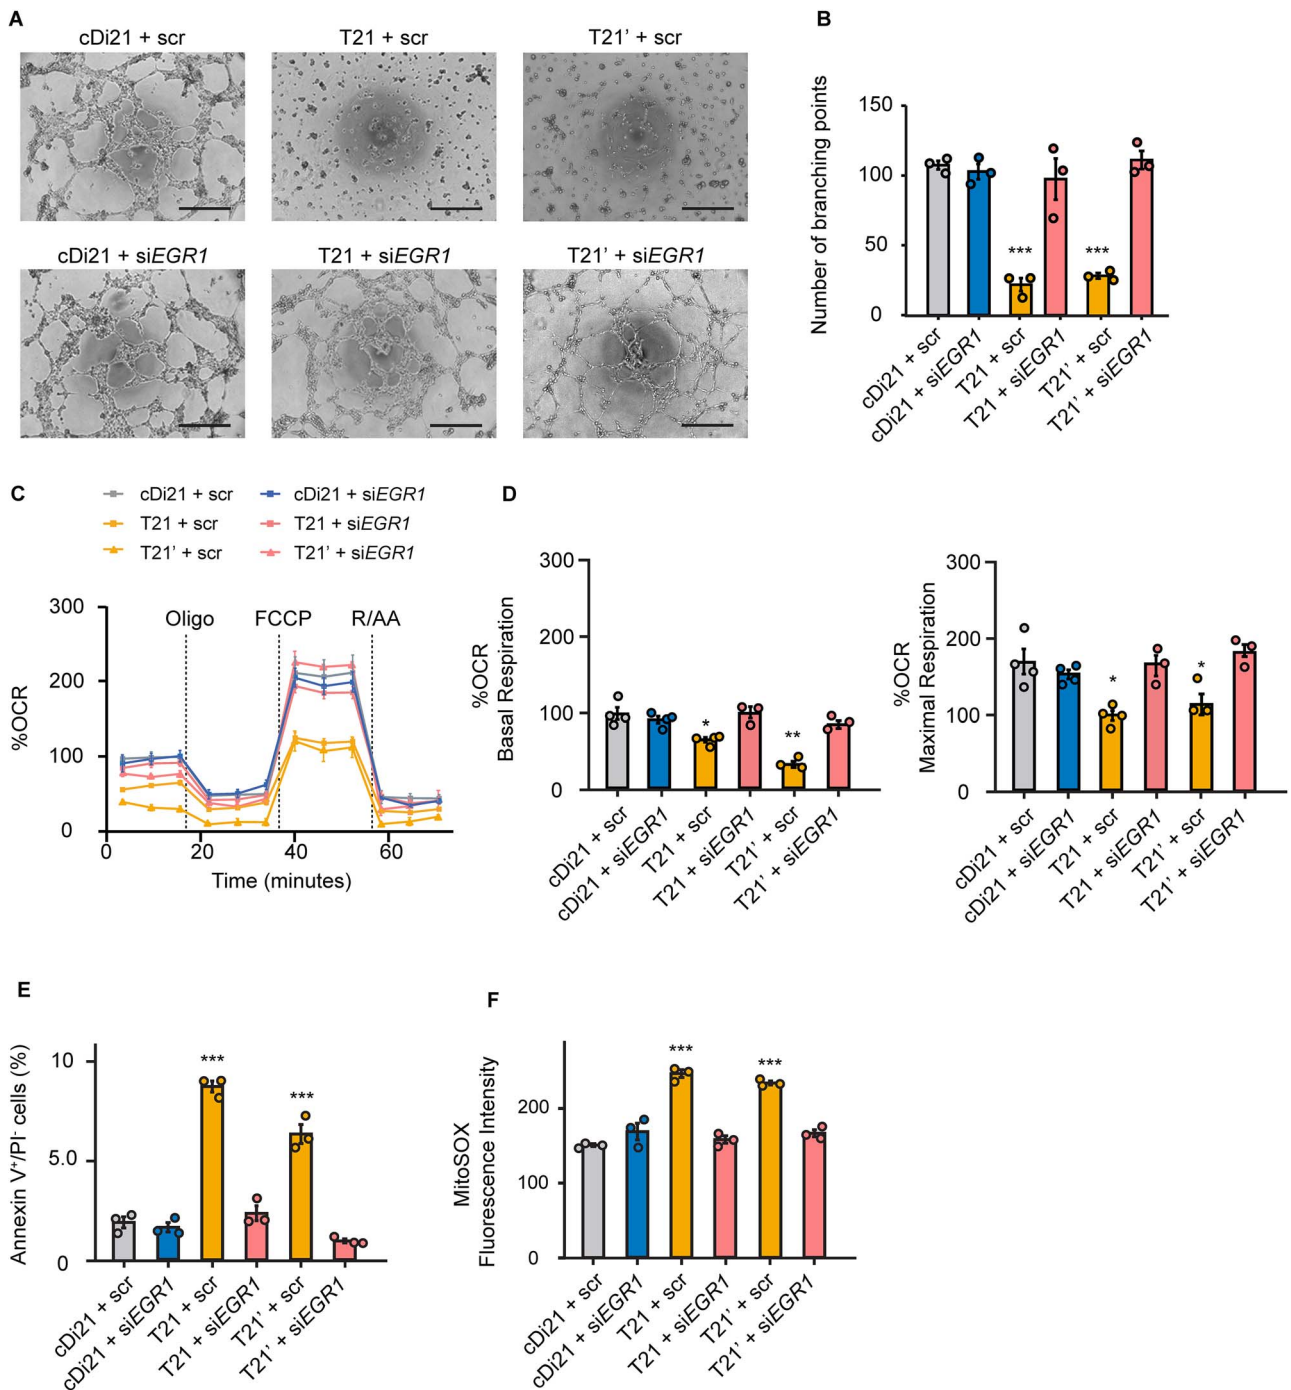 A
cDi21 + scr
T21 + scr
T21’ + scr
cDi21 + siEGR1
T21 + siEGR1
T21’ + siEGR1
B
Number of branching points
150
100
50
0
***
***
cDi21 + scr
cDi21 + siEGR1
T21 + scr
T21 + siEGR1
T21’ + scr
T21’ + siEGR1
C
cDi21 + scr
cDi21 + siEGR1
T21 + scr
T21 + siEGR1
T21’ + scr
T21’ + siEGR1
%OCR
300
200
100
0
Oligo
FCCP
R/AA
0
20
40
60
Time (minutes)
D
%OCR
Basal Respiration
300
200
100
0
*
**
cDi21 + scr
cDi21 + siEGR1
T21 + scr
T21 + siEGR1
T21’ + scr
T21’ + siEGR1
%OCR
Maximal Respiration
300
200
100
0
*
*
cDi21 + scr
cDi21 + siEGR1
T21 + scr
T21 + siEGR1
T21’ + scr
T21’ + siEGR1
E
Annexin V⁺/PI⁻ cells (%)
10
5.0
0
***
***
cDi21 + scr
cDi21 + siEGR1
T21 + scr
T21 + siEGR1
T21’ + scr
T21’ + siEGR1
F
MitoSOX
Fluorescence Intensity
200
100
0
***
***
cDi21 + scr
cDi21 + siEGR1
T21 + scr
T21 + siEGR1
T21’ + scr
T21’ + siEGR1